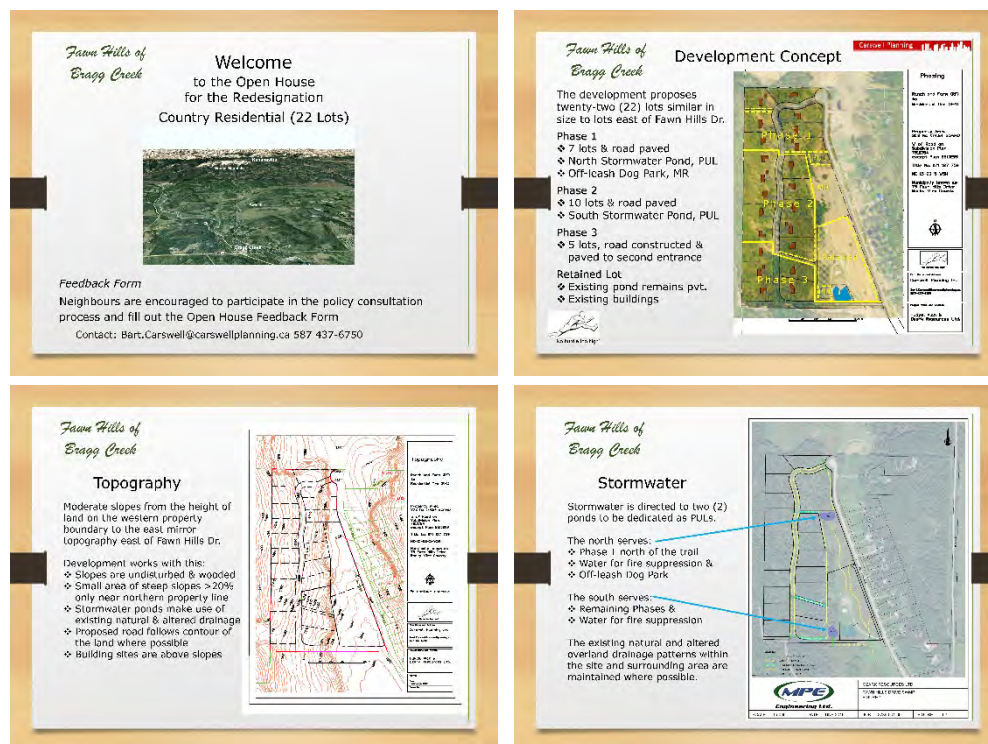 Fawn Hills of
Bragg Creek
Welcome
to the Open House
for the Redesignation
Country Residential (22 Lots)
Feedback Form
Neighbours are encouraged to participate in the policy consultation
process and fill out the Open House Feedback Form
Contact: Bart.Carswell@carswellplanning.ca 587 437-6750
Fawn Hills of
Bragg Creek
Development Concept
Carswell Planning
The development proposes
twenty-two (22) lots similar in
size to lots east of Fawn Hills Dr.
Phase 1
❖ 7 lots & road paved
❖ North Stormwater Pond, PUL
❖ Off-leash Dog Park, MR
Phase 2
❖ 10 lots & road paved
❖ South Stormwater Pond, PUL
Phase 3
❖ 5 lots, road constructed &
paved to second entrance
Retained Lot
❖ Existing pond remains pvt.
❖ Existing buildings
Phase 1
Phase 2
Phase 3
Phasing
Fawn Hills of
Bragg Creek
Topography
Moderate slopes from the height of
land on the western property
boundary to the east mirror
topography east of Fawn Hills Dr.
Development works with this:
❖ Slopes are undisturbed & wooded
❖ Small area of steep slopes >20%
only near northern property line
❖ Stormwater ponds make use of
existing natural & altered drainage
❖ Proposed road follows contour of
the land where possible
❖ Building sites are above slopes
Topography
Fawn Hills of
Bragg Creek
Stormwater
Stormwater is directed to two (2)
ponds to be dedicated as PULs.
The north serves:
❖ Phase 1 north of the trail
❖ Water for fire suppression &
❖ Off-leash Dog Park
The south serves:
❖ Remaining Phases &
❖ Water for fire suppression
The existing natural and altered
overland drainage patterns within
the site and surrounding area are
maintained where possible.
MPE
Engineering Ltd.